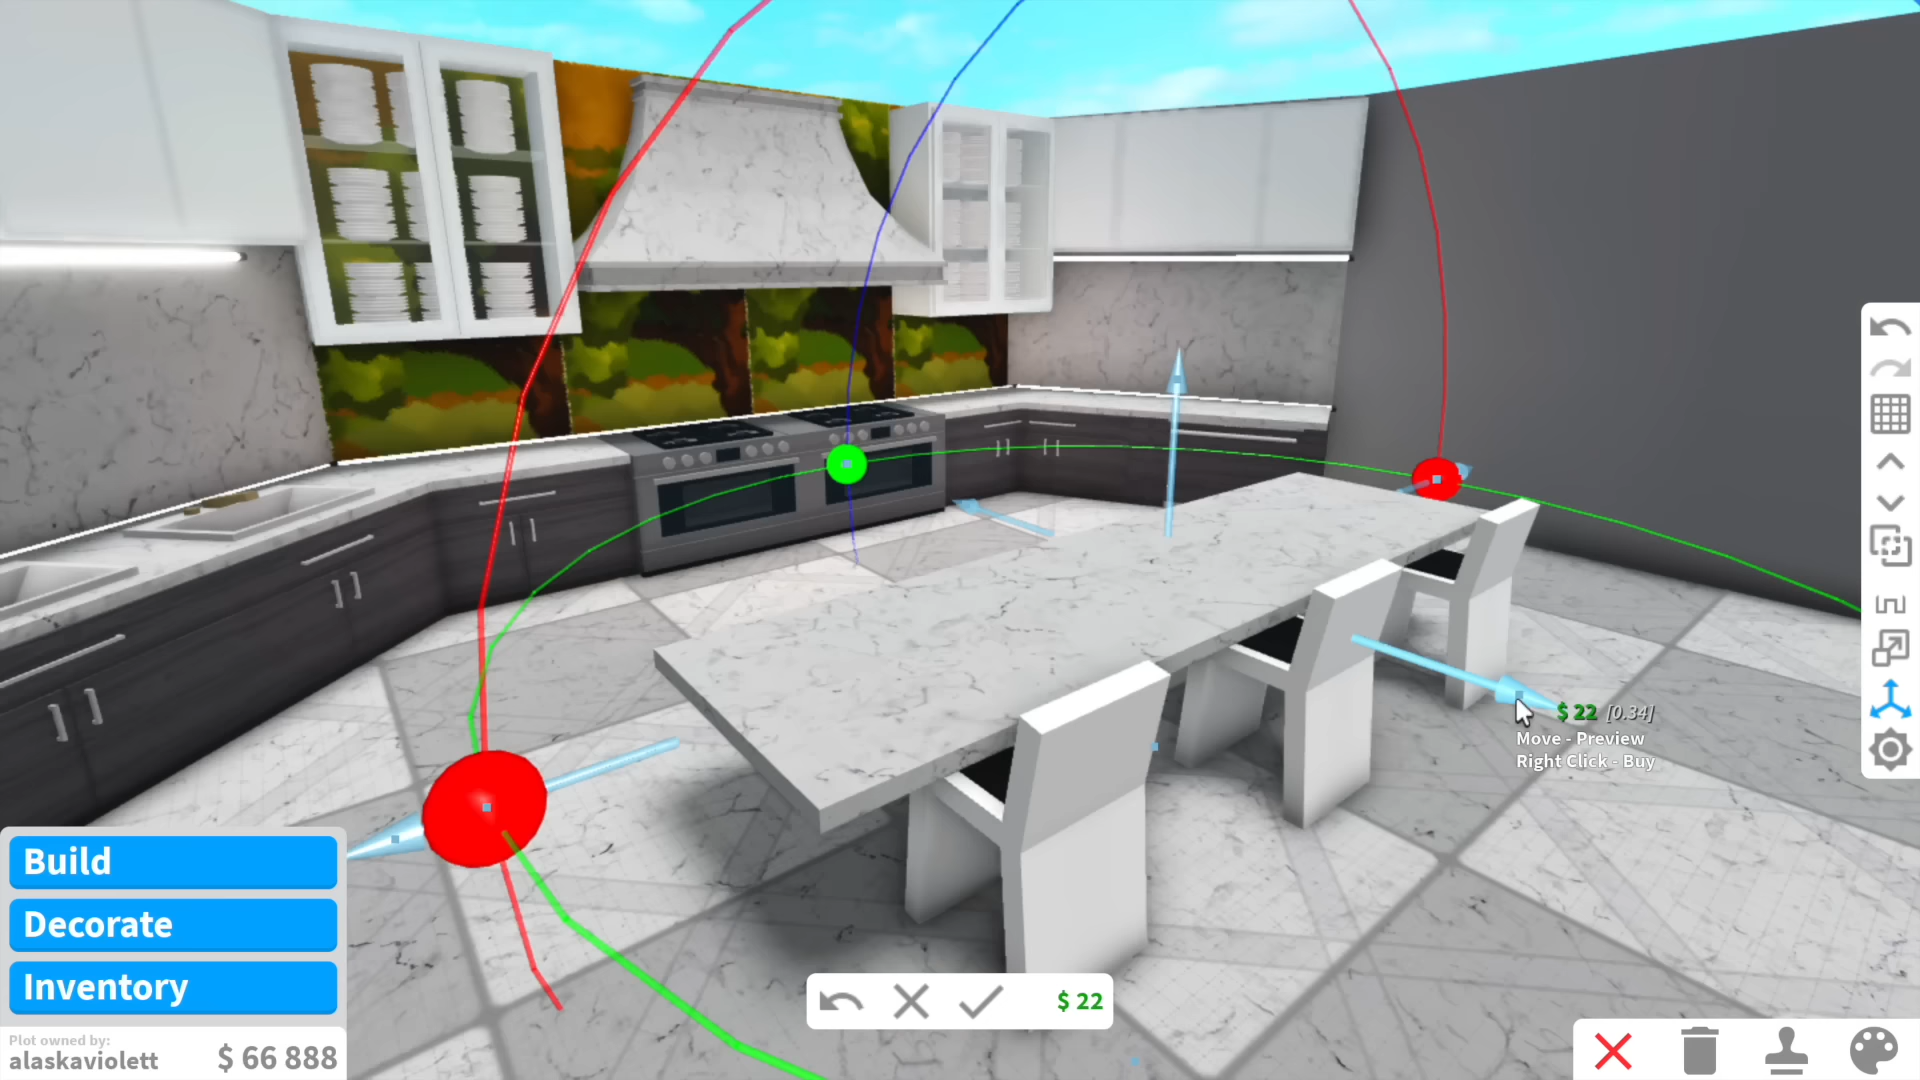 $ 22 [0.34]
Move - Preview
Right Click - Buy
Build
Decorate
Inventory
Plot owned by:
alaskaviolett
$ 66 888
$ 22